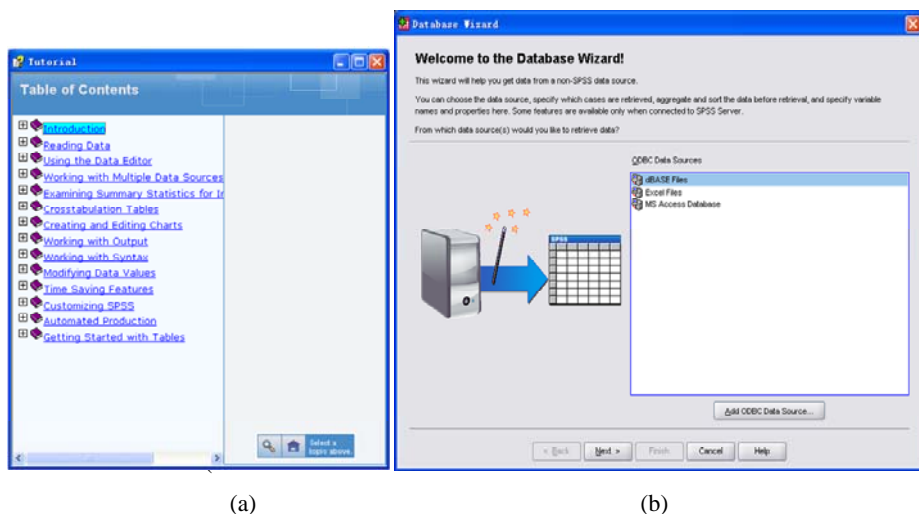 Tutorial
Table of Contents
Introduction
Reading Data
Using the Data Editor
Working with Multiple Data Sources
Examining Summary Statistics for Ir
Crosstabulation Tables
Creating and Editing Charts
Working with Output
Working with Syntax
Modifying Data Values
Time Saving Features
Customizing SPSS
Automated Production
Getting Started with Tables
Select a
topic above.
(a)
Database Wizard
Welcome to the Database Wizard!
This wizard will help you get data from a non-SPSS data source.
You can choose the data source, specify which cases are retrieved, aggregate and sort the data before retrieval, and specify variable
names and properties here. Some features are available only when connected to SPSS Server.
From which data source(s) would you like to retrieve data?
ODBC Data Sources
dBASE Files
Excel Files
MS Access Database
SPSS
Add ODBC Data Source...
< Back
Next >
Finish
Cancel
Help
(b)